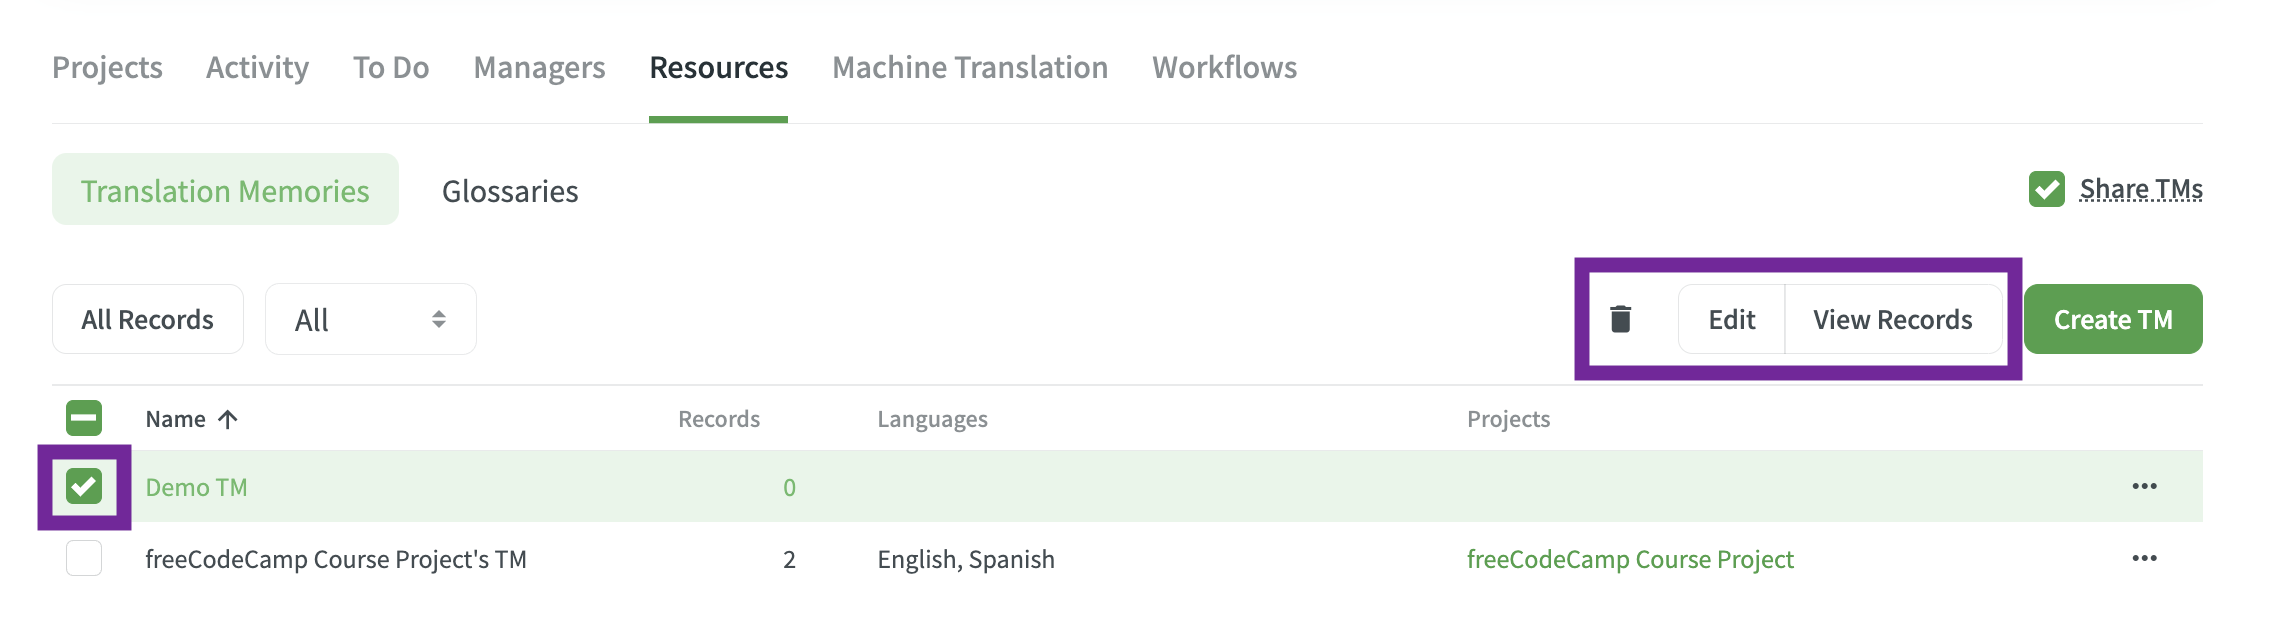 Projects Activity To Do Managers Resources Machine Translation Workflows
Translation Memories Glossaries Share TMs
All Records All Edit View Records Create TM
Name Records Languages Projects
Demo TM 0
freeCodeCamp Course Project's TM 2 English, Spanish freeCodeCamp Course Project